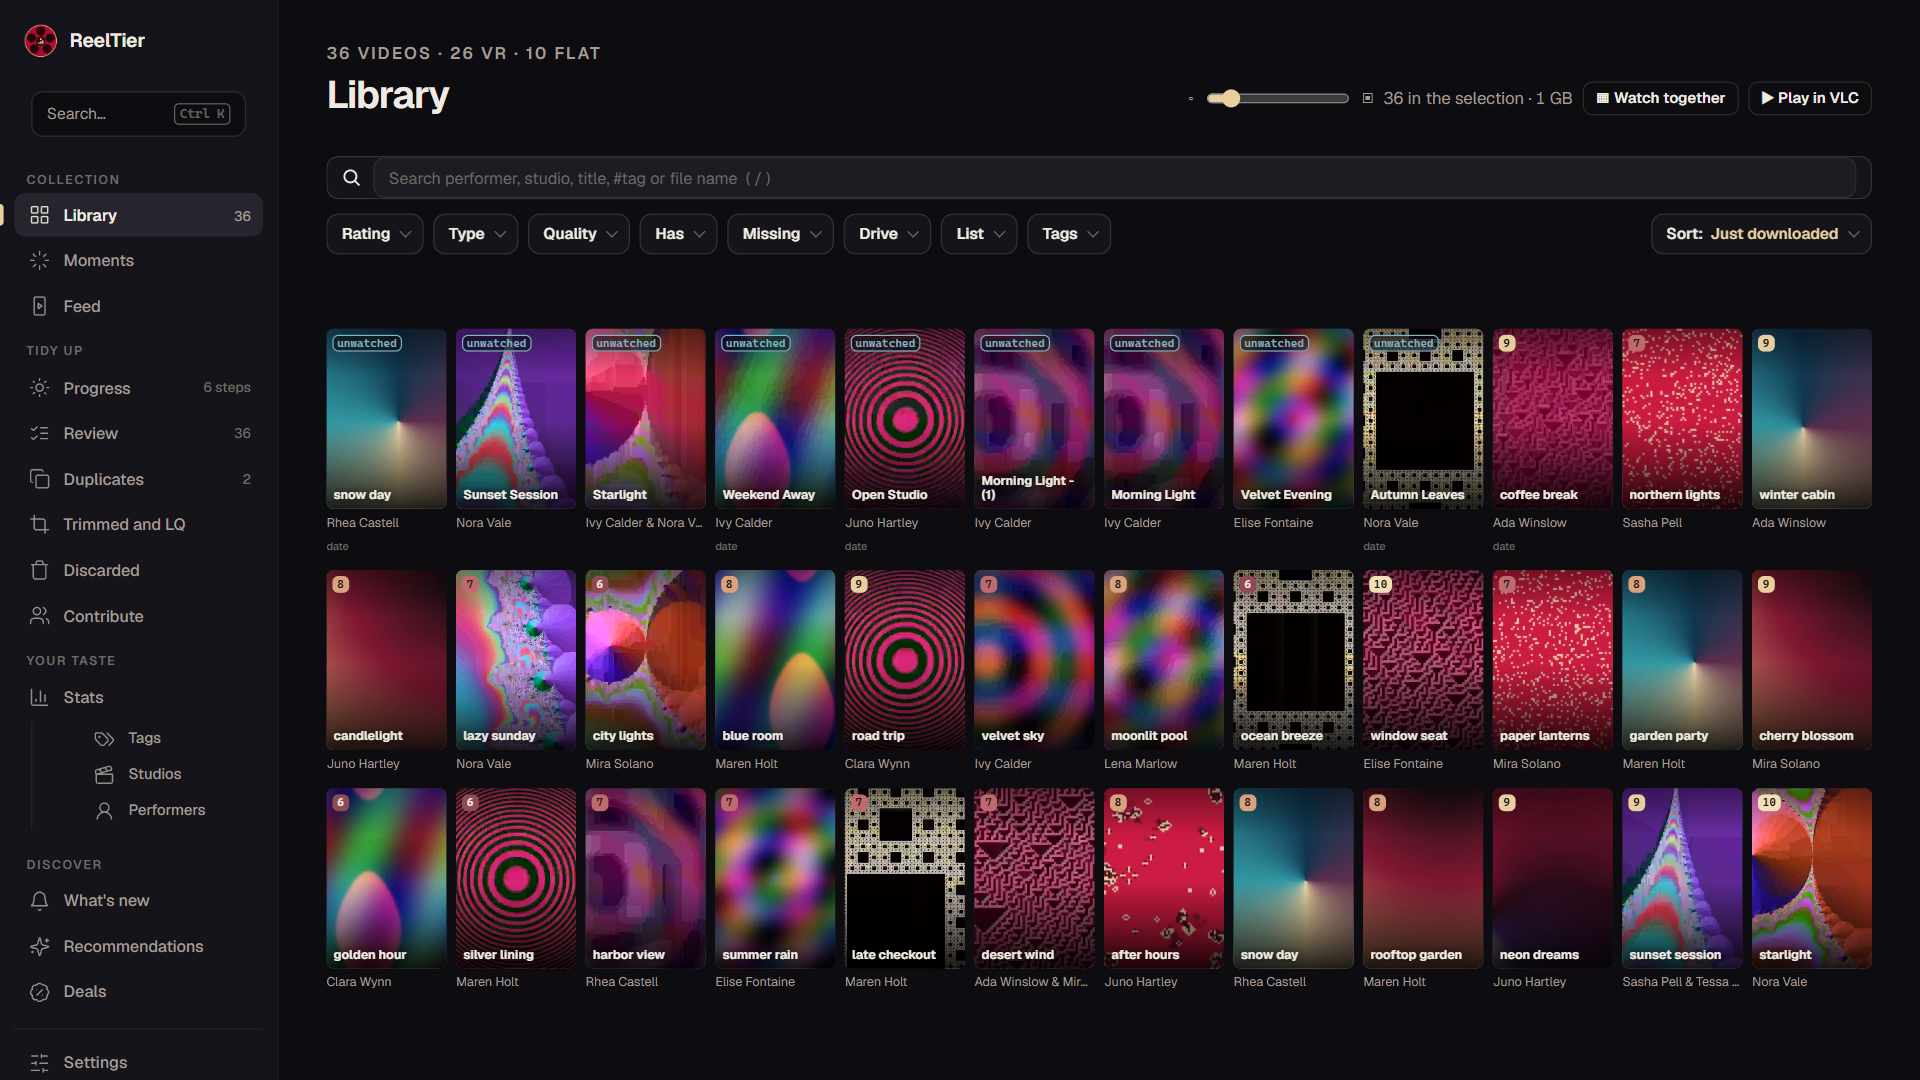 ReelTier
Search...
Ctrl K
COLLECTION
Library 36
Moments
Feed
TIDY UP
Progress 6 steps
Review 36
Duplicates 2
Trimmed and LQ
Discarded
Contribute
YOUR TASTE
Stats
Tags
Studios
Performers
DISCOVER
What's new
Recommendations
Deals
Settings
36 VIDEOS · 26 VR · 10 FLAT
Library
36 in the selection · 1 GB
Watch together
Play in VLC
Search performer, studio, title, #tag or file name ( / )
Rating
Type
Quality
Has
Missing
Drive
List
Tags
Sort: Just downloaded
unwatched
snow day
Rhea Castell
date
unwatched
Sunset Session
Nora Vale
unwatched
Starlight
Ivy Calder & Nora V...
unwatched
Weekend Away
Ivy Calder
date
unwatched
Open Studio
Juno Hartley
date
unwatched
Morning Light -
(1)
Ivy Calder
unwatched
Morning Light
Ivy Calder
unwatched
Velvet Evening
Elise Fontaine
unwatched
Autumn Leaves
Nora Vale
date
9
coffee break
Ada Winslow
date
7
northern lights
Sasha Pell
9
winter cabin
Ada Winslow
8
candlelight
Juno Hartley
7
lazy sunday
Nora Vale
6
city lights
Mira Solano
8
blue room
Maren Holt
9
road trip
Clara Wynn
7
velvet sky
Ivy Calder
8
moonlit pool
Lena Marlow
6
ocean breeze
Maren Holt
10
window seat
Elise Fontaine
7
paper lanterns
Mira Solano
8
garden party
Maren Holt
9
cherry blossom
Mira Solano
6
golden hour
Clara Wynn
6
silver lining
Maren Holt
7
harbor view
Rhea Castell
7
summer rain
Elise Fontaine
7
late checkout
Maren Holt
7
desert wind
Ada Winslow & Mir...
8
after hours
Juno Hartley
8
snow day
Rhea Castell
8
rooftop garden
Maren Holt
9
neon dreams
Juno Hartley
9
sunset session
Sasha Pell & Tessa ...
10
starlight
Nora Vale